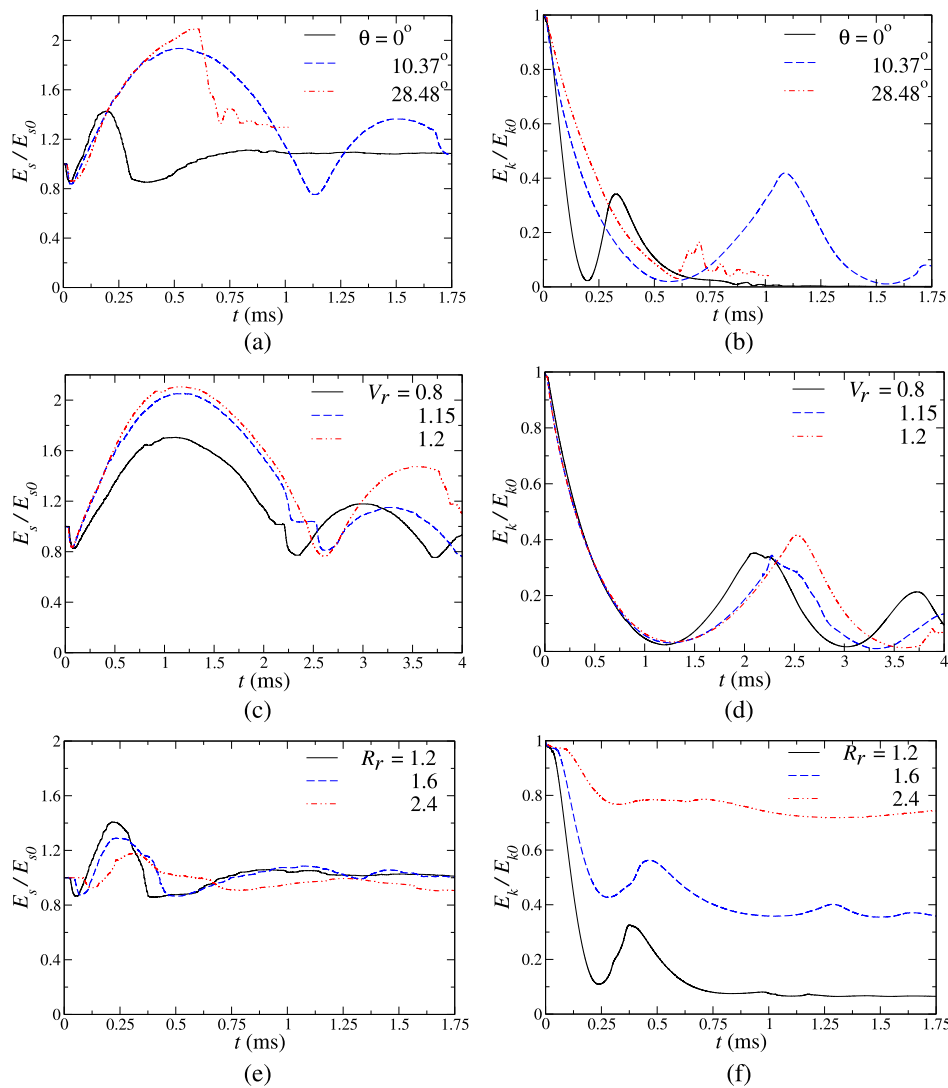 2
1.6
1.2
0.8
0.4
E_s / E_s0
θ = 0°
10.37°
28.48°
0 0.25 0.5 0.75 1 1.25 1.5 1.75
t (ms)
(a)
1
0.8
0.6
0.4
0.2
0
E_k / E_k0
θ = 0°
10.37°
28.48°
0 0.25 0.5 0.75 1 1.25 1.5 1.75
t (ms)
(b)
2
1.6
1.2
0.8
0.4
0
E_s / E_s0
V_r = 0.8
1.15
1.2
0 0.5 1 1.5 2 2.5 3 3.5 4
t (ms)
(c)
1
0.8
0.6
0.4
0.2
0
E_k / E_k0
V_r = 0.8
1.15
1.2
0 0.5 1 1.5 2 2.5 3 3.5 4
t (ms)
(d)
2
1.6
1.2
0.8
0.4
0
E_s / E_s0
R_r = 1.2
1.6
2.4
0 0.25 0.5 0.75 1 1.25 1.5 1.75
t (ms)
(e)
1
0.8
0.6
0.4
0.2
0
E_k / E_k0
R_r = 1.2
1.6
2.4
0 0.25 0.5 0.75 1 1.25 1.5 1.75
t (ms)
(f)